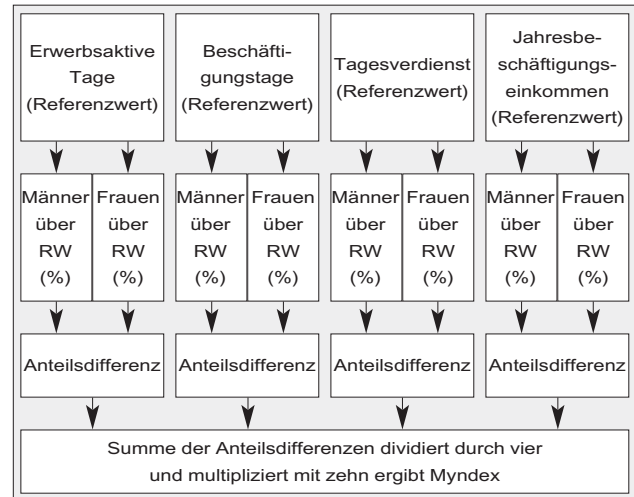 Erwerbsaktive
Tage
(Referenzwert)
Beschäfti-
gungstage
(Referenzwert)
Tagesverdienst
(Referenzwert)
Jahresbe-
schäftigungs-
einkommen
(Referenzwert)
Männer
über
RW
(%)
Frauen
über
RW
(%)
Männer
über
RW
(%)
Frauen
über
RW
(%)
Männer
über
RW
(%)
Frauen
über
RW
(%)
Männer
über
RW
(%)
Frauen
über
RW
(%)
Anteilsdifferenz
Anteilsdifferenz
Anteilsdifferenz
Anteilsdifferenz
Summe der Anteilsdifferenzen dividiert durch vier
und multipliziert mit zehn ergibt Myndex